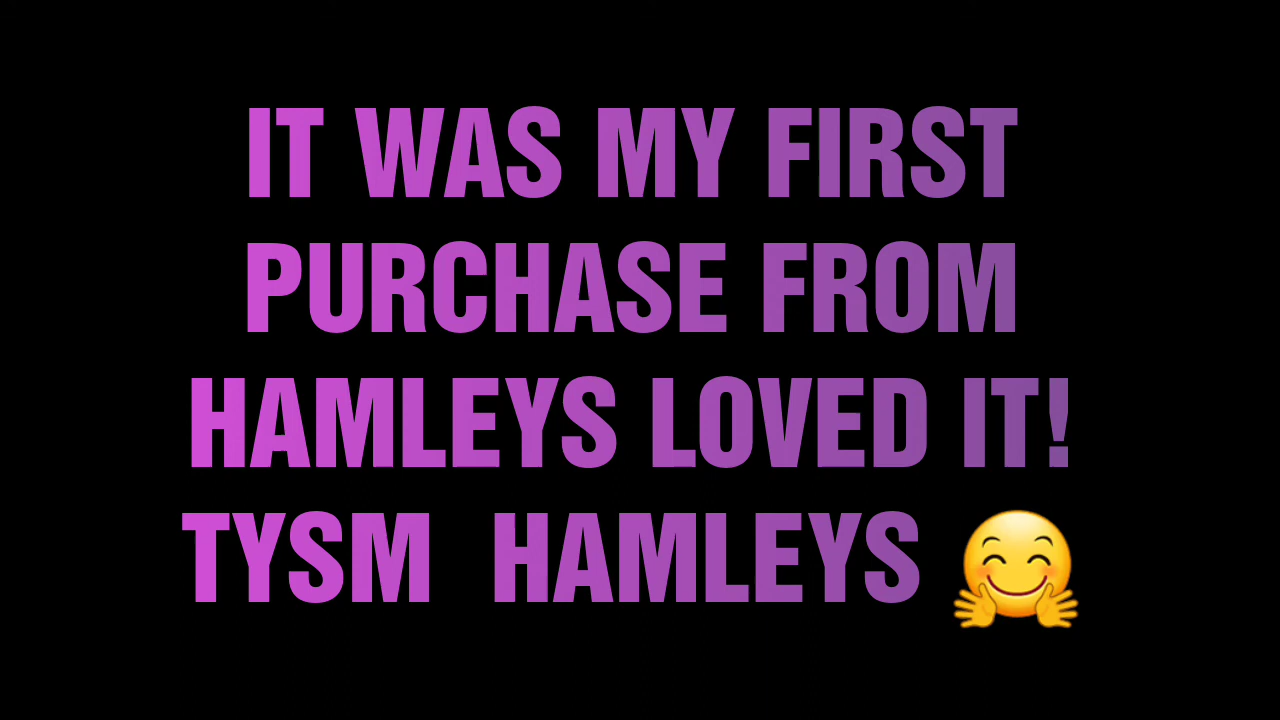 IT WAS MY FIRST
PURCHASE FROM
HAMLEYS LOVED IT!
TYSM  HAMLEYS 🤗